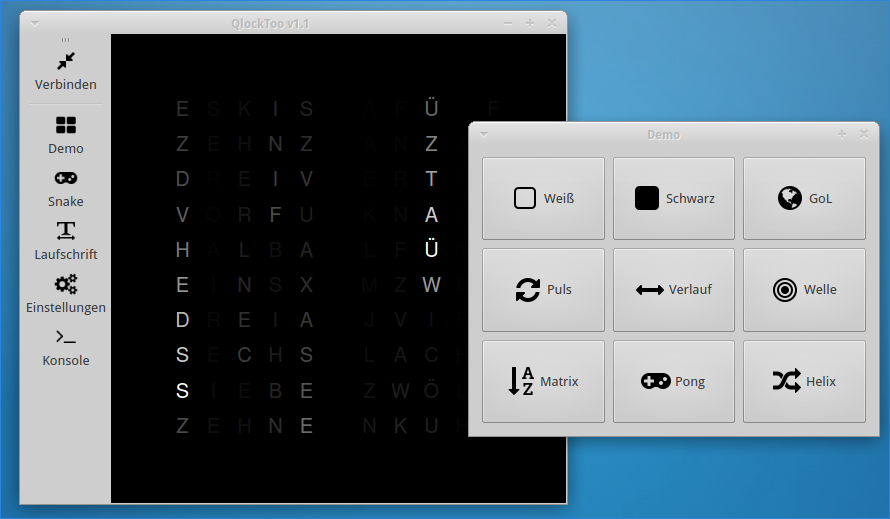 QlockToo v1.1
Verbinden
Demo
Snake
Laufschrift
Einstellungen
Konsole
E S K I S F Ü F
Z E H N Z A N Z
D R E I V E R T
V O R F U K N A
H A L B A L F Ü
E I N S X M Z W
D R E I A J V I
S E C H S L A C
S I E B E Z W Ö
Z E H N E N K U
Demo
Weiß
Schwarz
GoL
Puls
Verlauf
Welle
A
Z
Matrix
Pong
Helix